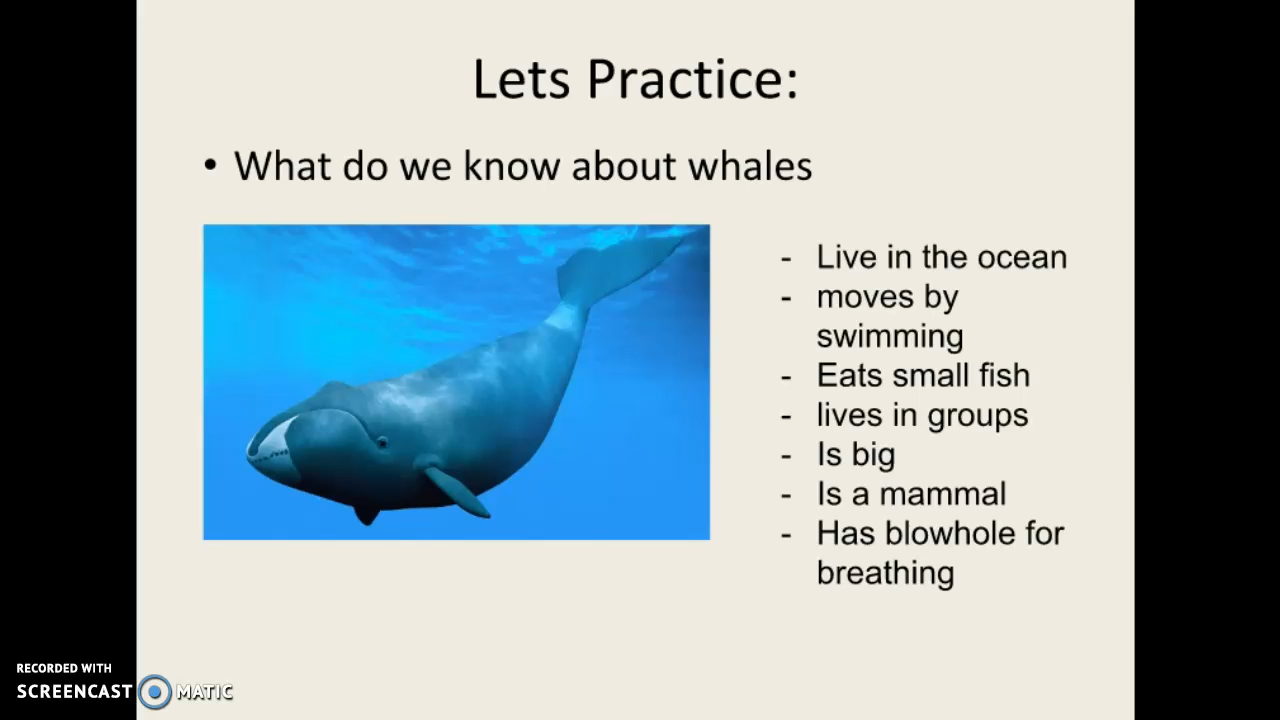 Lets Practice:
• What do we know about whales
- Live in the ocean
- moves by
swimming
- Eats small fish
- lives in groups
- Is big
- Is a mammal
- Has blowhole for
breathing
RECORDED WITH
SCREENCAST MATIC